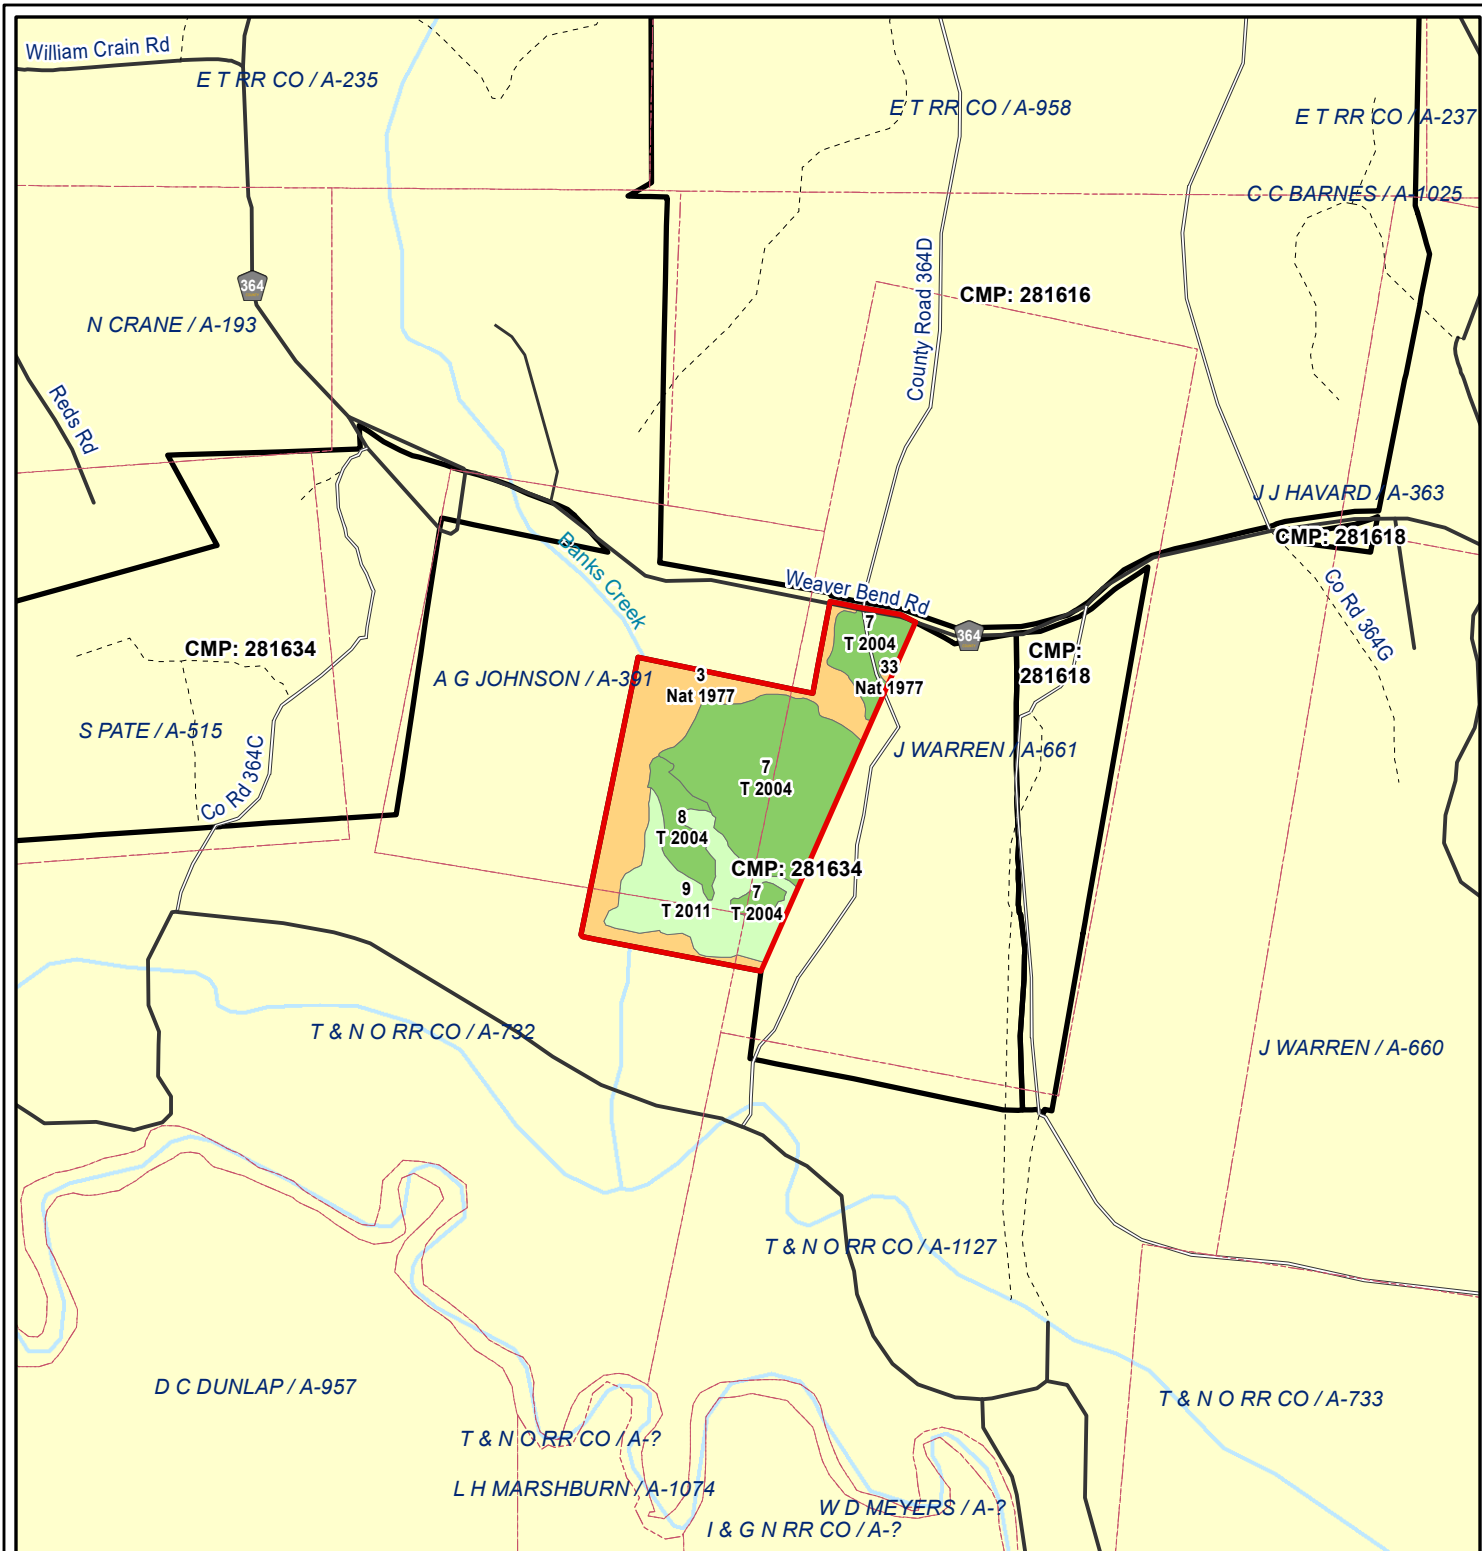 William Crain Rd
E T RR CO / A-235
E T RR CO / A-958
E T RR CO / A-237
C C BARNES / A-1025
County Road 364D
364
CMP: 281616
N CRANE / A-193
Reds Rd
J J HAVARD / A-363
CMP: 281618
Banks Creek
Weaver Bend Rd
Co Rd 364G
364
7
T 2004
CMP:
281618
CMP: 281634
33
Nat 1977
A G JOHNSON / A-391
3
Nat 1977
S PATE / A-515
J WARREN / A-661
Co Rd 364C
7
T 2004
8
T 2004
CMP: 281634
9
T 2011
7
T 2004
T & N O RR CO / A-732
J WARREN / A-660
T & N O RR CO / A-1127
D C DUNLAP / A-957
T & N O RR CO / A-733
T & N O RR CO / A-?
L H MARSHBURN / A-1074
W D MEYERS / A-?
I & G N RR CO / A-?